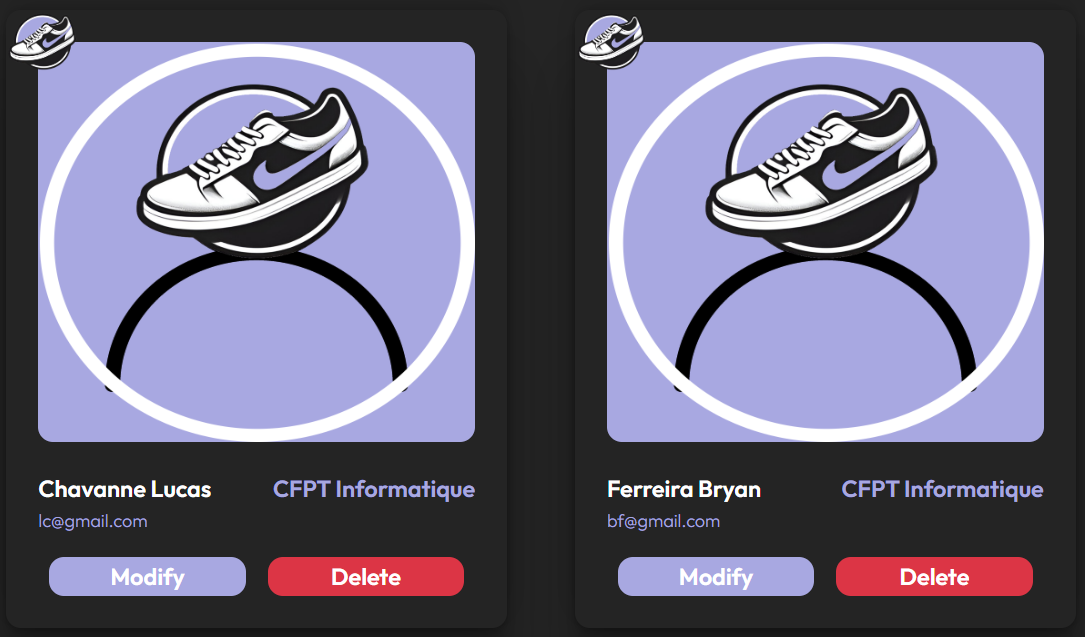 Chavanne Lucas CFPT Informatique
lc@gmail.com
Modify Delete
Ferreira Bryan CFPT Informatique
bf@gmail.com
Modify Delete